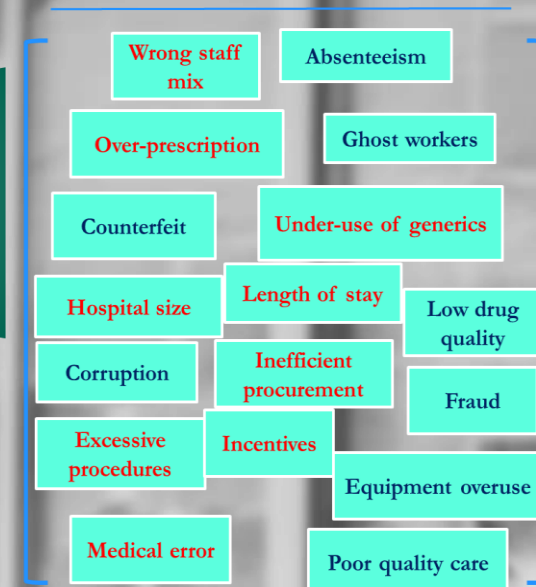 Wrong staff
mix
Absenteeism
Over-prescription
Ghost workers
Counterfeit
Under-use of generics
Hospital size
Length of stay
Low drug
quality
Corruption
Inefficient
procurement
Fraud
Excessive
procedures
Incentives
Equipment overuse
Medical error
Poor quality care